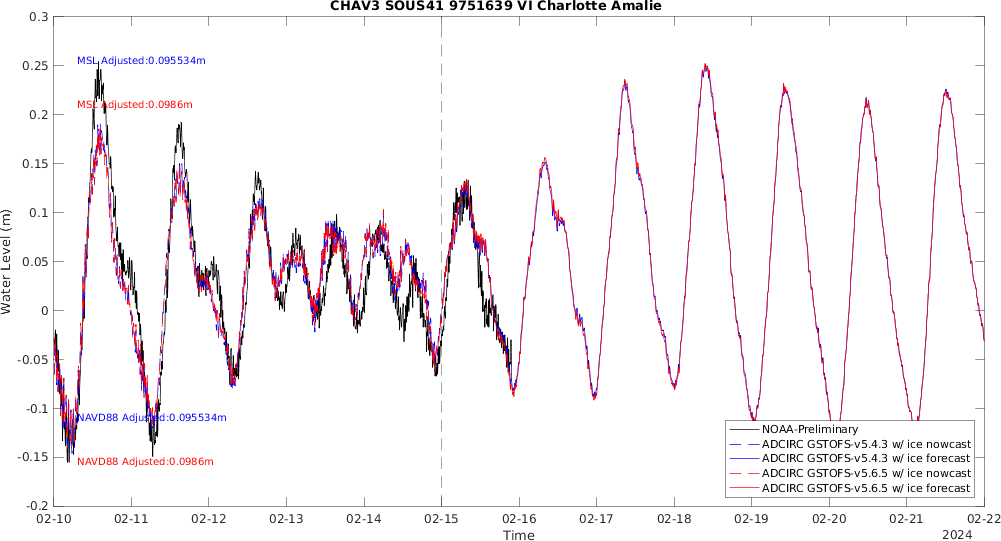 CHAV3 SOUS41 9751639 VI Charlotte Amalie
0.3
0.25
0.2
0.15
0.1
0.05
0
-0.05
-0.1
-0.15
-0.2
Water Level (m)
MSL Adjusted:0.095534m
MSL Adjusted:0.0986m
NAVD88 Adjusted:0.095534m
NAVD88 Adjusted:0.0986m
NOAA-Preliminary
ADCIRC GSTOFS-v5.4.3 w/ ice nowcast
ADCIRC GSTOFS-v5.4.3 w/ ice forecast
ADCIRC GSTOFS-v5.6.5 w/ ice nowcast
ADCIRC GSTOFS-v5.6.5 w/ ice forecast
02-10 02-11 02-12 02-13 02-14 02-15 02-16 02-17 02-18 02-19 02-20 02-21 02-22
Time
2024